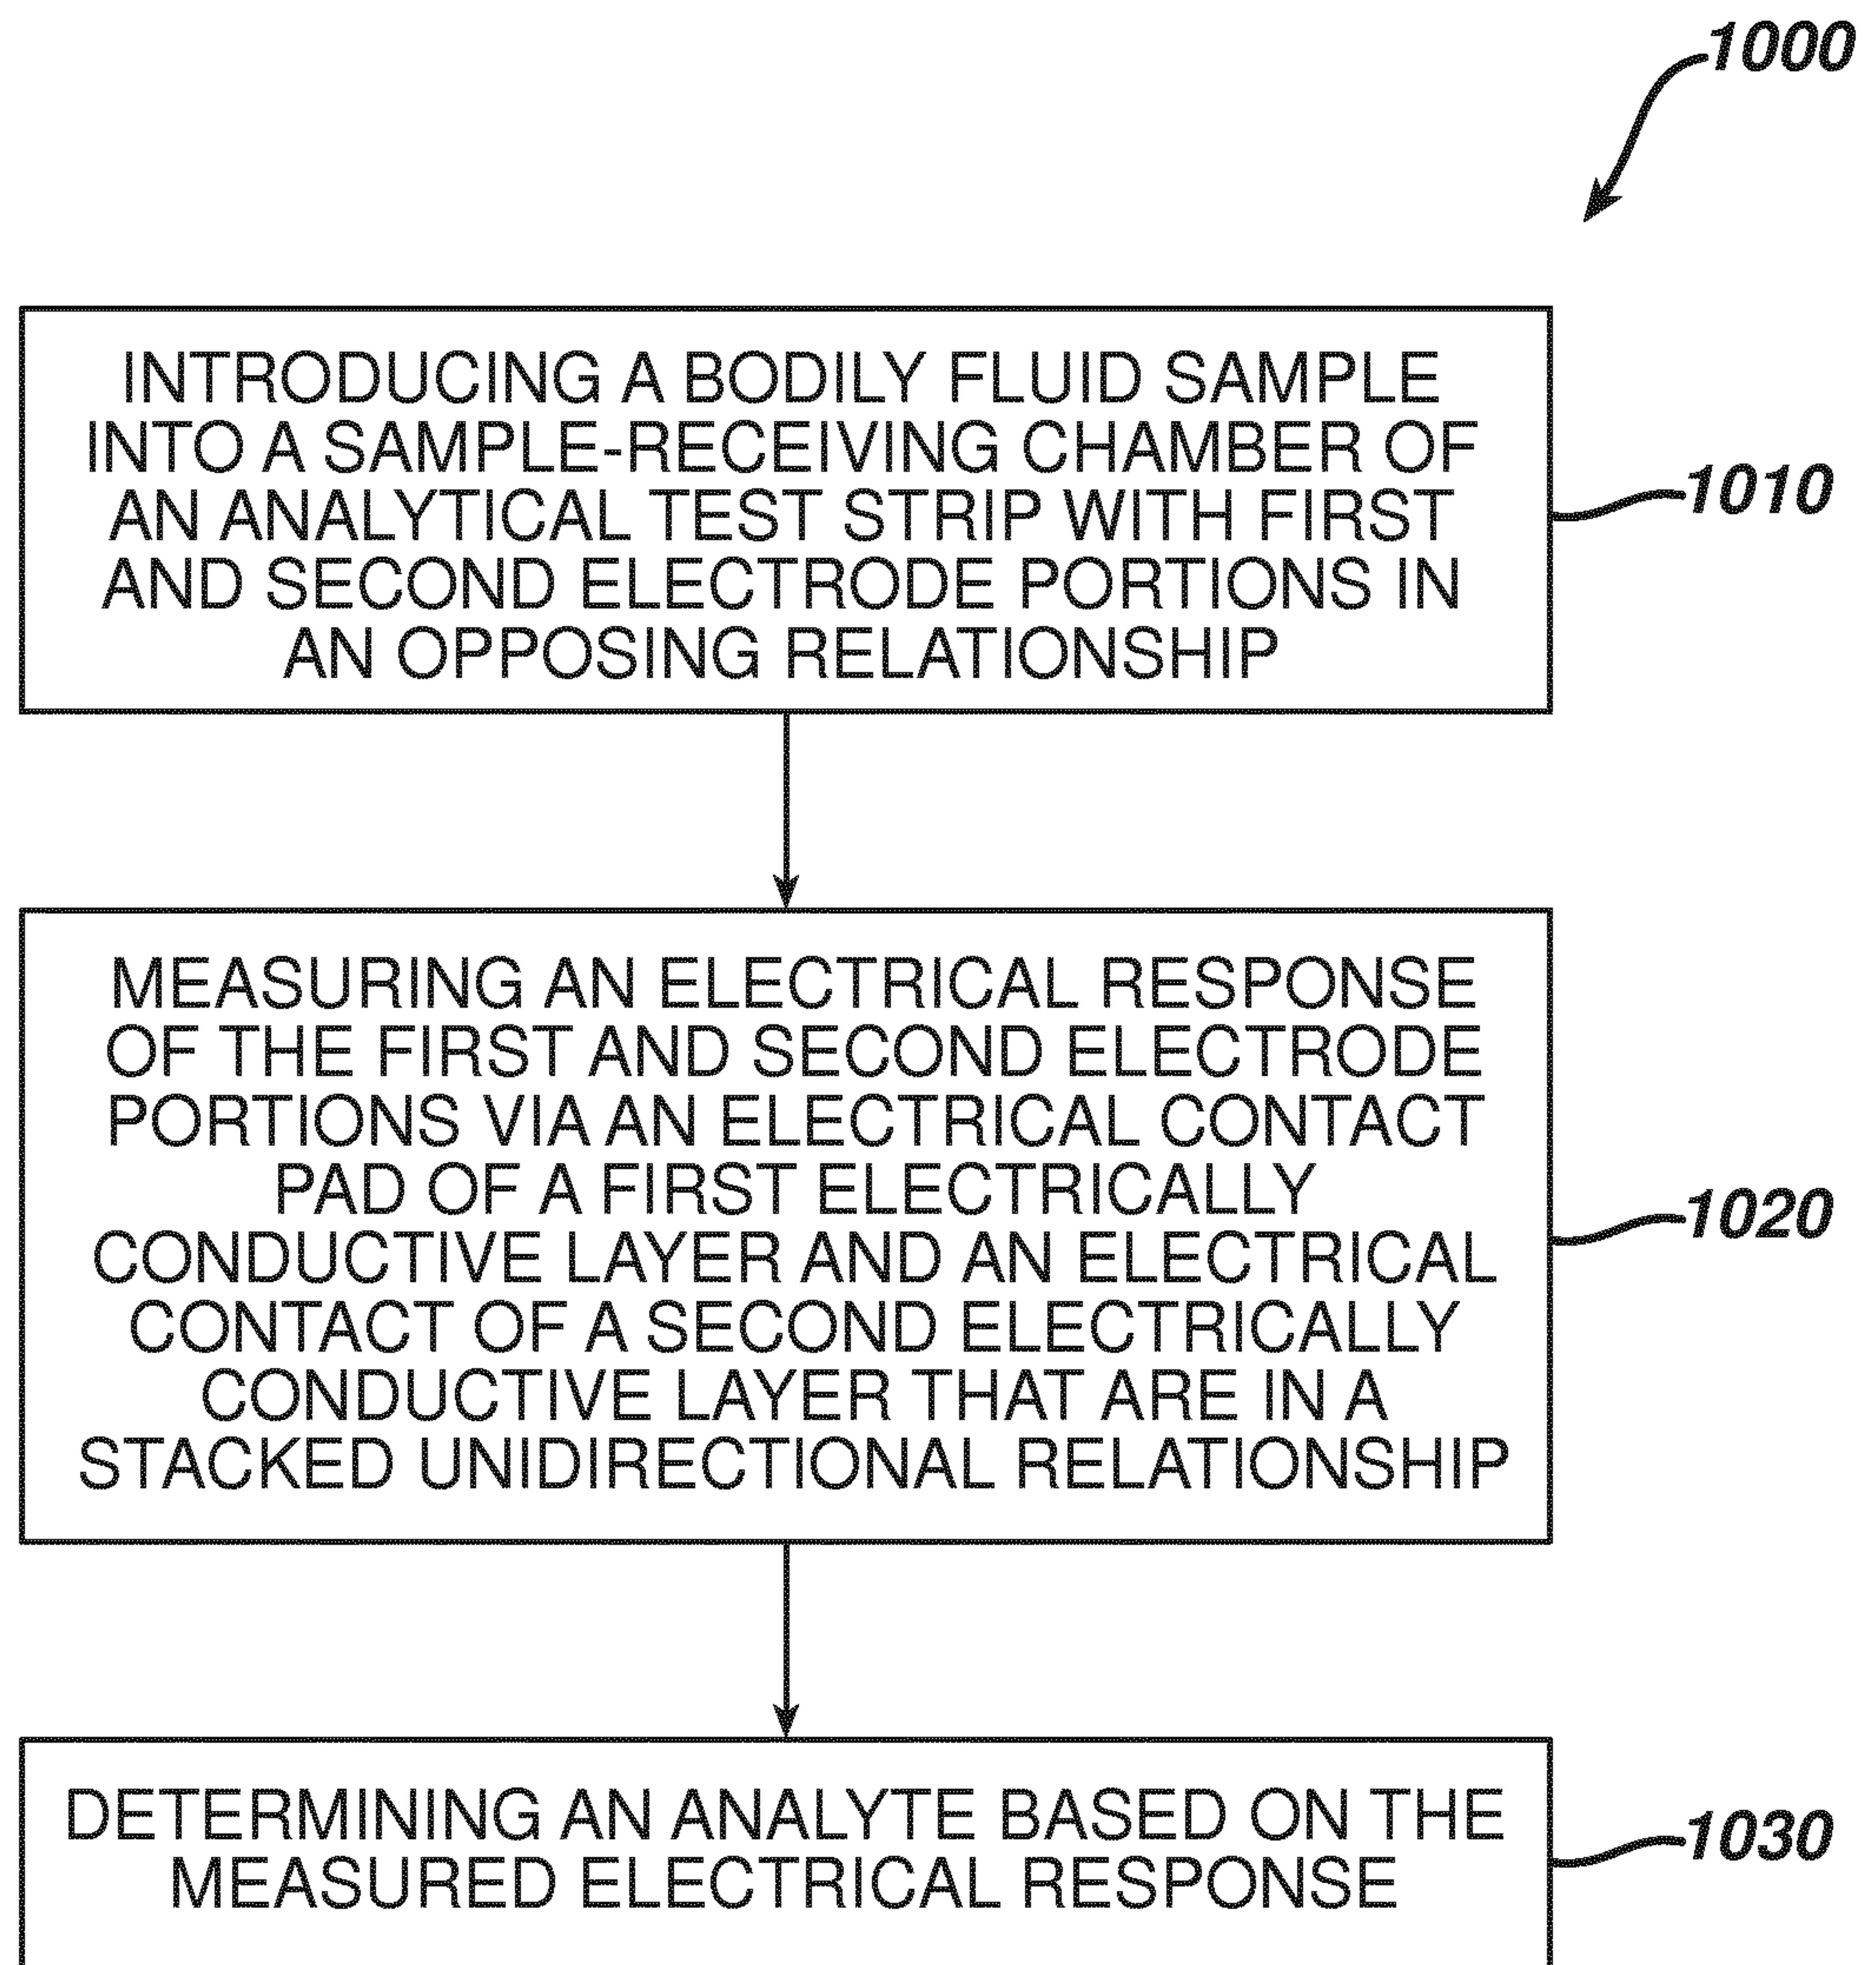 1000
INTRODUCING A BODILY FLUID SAMPLE
INTO A SAMPLE-RECEIVING CHAMBER OF
AN ANALYTICAL TEST STRIP WITH FIRST
AND SECOND ELECTRODE PORTIONS IN
AN OPPOSING RELATIONSHIP
1010
MEASURING AN ELECTRICAL RESPONSE
OF THE FIRST AND SECOND ELECTRODE
PORTIONS VIA AN ELECTRICAL CONTACT
PAD OF A FIRST ELECTRICALLY
CONDUCTIVE LAYER AND AN ELECTRICAL
CONTACT OF A SECOND ELECTRICALLY
CONDUCTIVE LAYER THAT ARE IN A
STACKED UNIDIRECTIONAL RELATIONSHIP
1020
DETERMINING AN ANALYTE BASED ON THE
MEASURED ELECTRICAL RESPONSE
1030